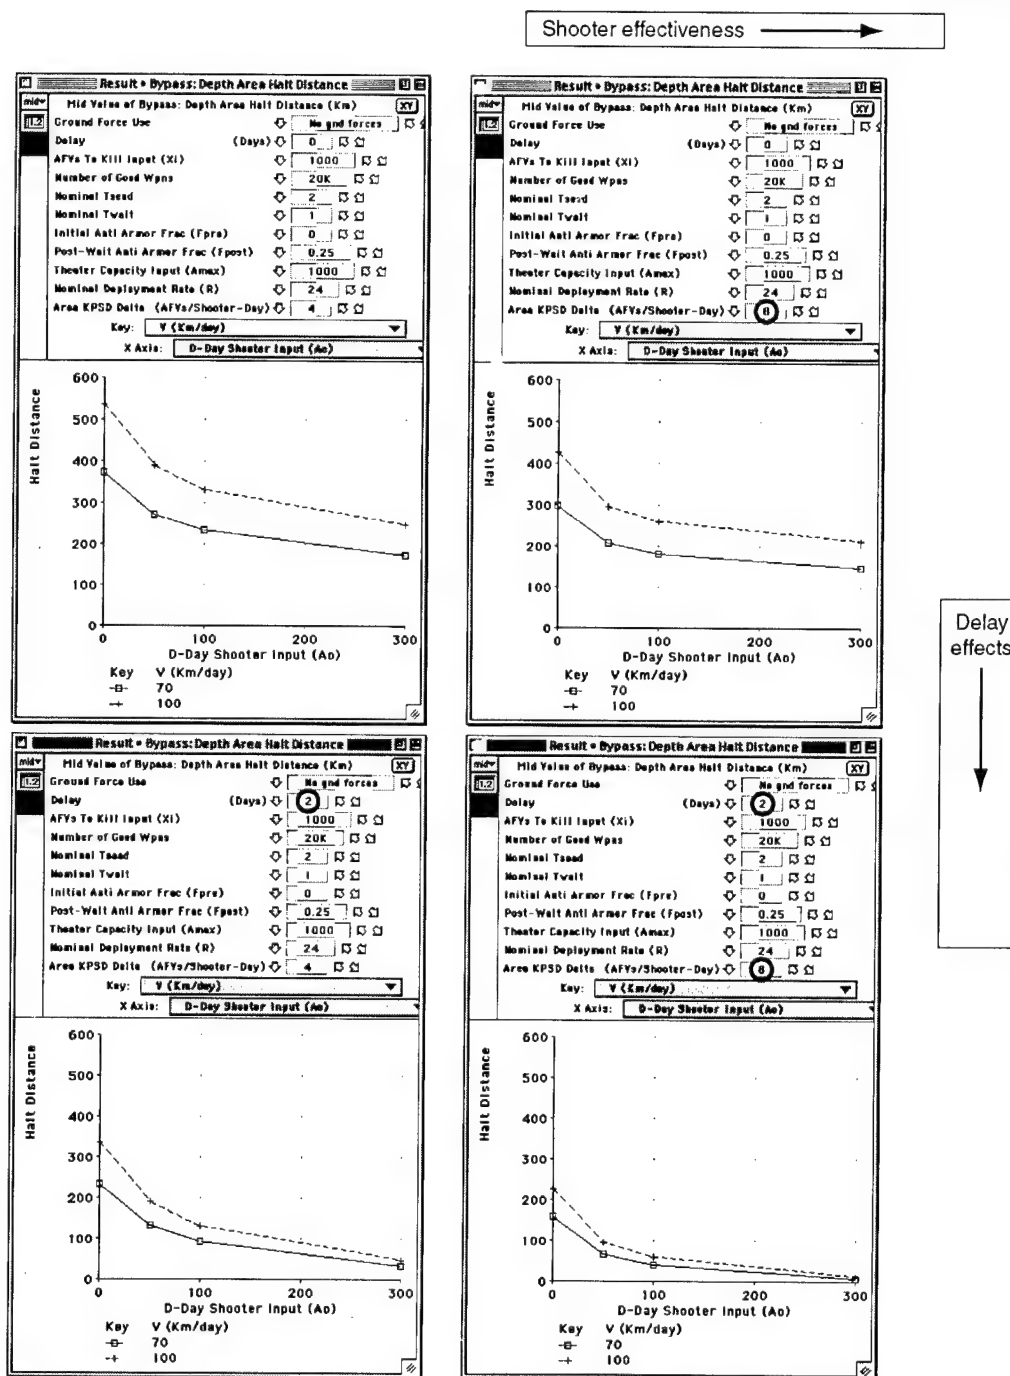 Shooter effectiveness
Result • Bypass: Depth Area Halt Distance
mid
Mid Value of Bypass: Depth Area Halt Distance (Km)
XY
1.2
Ground Force Use No gnd forces
Delay (Days) 0
AFVs To Kill Input (Xi) 1000
Number of Good Wpns 20K
Nominal Tsead 2
Nominal Twait 1
Initial Anti Armor Frac (Fpre) 0
Post-Wait Anti Armor Frac (Fpost) 0.25
Theater Capacity Input (Amax) 1000
Nominal Deployment Rate (R) 24
Area KPSD Delta (AFVs/Shooter-Day) 4
Key: V (Km/day)
X Axis: D-Day Shooter Input (Ao)
600
500
400
300
200
100
0
Halt Distance
0 100 200 300
D-Day Shooter Input (Ao)
Key V (Km/day)
70
100
Result • Bypass: Depth Area Halt Distance
mid
Mid Value of Bypass: Depth Area Halt Distance (Km)
XY
1.2
Ground Force Use No gnd forces
Delay (Days) 0
AFVs To Kill Input (Xi) 1000
Number of Good Wpns 20K
Nominal Tsead 2
Nominal Twait 1
Initial Anti Armor Frac (Fpre) 0
Post-Wait Anti Armor Frac (Fpost) 0.25
Theater Capacity Input (Amax) 1000
Nominal Deployment Rate (R) 24
Area KPSD Delta (AFVs/Shooter-Day) 8
Key: V (Km/day)
X Axis: D-Day Shooter Input (Ao)
600
500
400
300
200
100
0
Halt Distance
0 100 200 300
D-Day Shooter Input (Ao)
Key V (Km/day)
70
100
Delay
effects
Result • Bypass: Depth Area Halt Distance
mid
Mid Value of Bypass: Depth Area Halt Distance (Km)
XY
1.2
Ground Force Use No gnd forces
Delay (Days) 2
AFVs To Kill Input (Xi) 1000
Number of Good Wpns 20K
Nominal Tsead 2
Nominal Twait 1
Initial Anti Armor Frac (Fpre) 0
Post-Wait Anti Armor Frac (Fpost) 0.25
Theater Capacity Input (Amax) 1000
Nominal Deployment Rate (R) 24
Area KPSD Delta (AFVs/Shooter-Day) 4
Key: V (Km/day)
X Axis: D-Day Shooter Input (Ao)
600
500
400
300
200
100
0
Halt Distance
0 100 200 300
D-Day Shooter Input (Ao)
Key V (Km/day)
70
100
Result • Bypass: Depth Area Halt Distance
mid
Mid Value of Bypass: Depth Area Halt Distance (Km)
XY
1.2
Ground Force Use No gnd forces
Delay (Days) 2
AFVs To Kill Input (Xi) 1000
Number of Good Wpns 20K
Nominal Tsead 2
Nominal Twait 1
Initial Anti Armor Frac (Fpre) 0
Post-Wait Anti Armor Frac (Fpost) 0.25
Theater Capacity Input (Amax) 1000
Nominal Deployment Rate (R) 24
Area KPSD Delta (AFVs/Shooter-Day) 8
Key: V (Km/day)
X Axis: D-Day Shooter Input (Ao)
600
500
400
300
200
100
0
Halt Distance
0 100 200 300
D-Day Shooter Input (Ao)
Key V (Km/day)
70
100